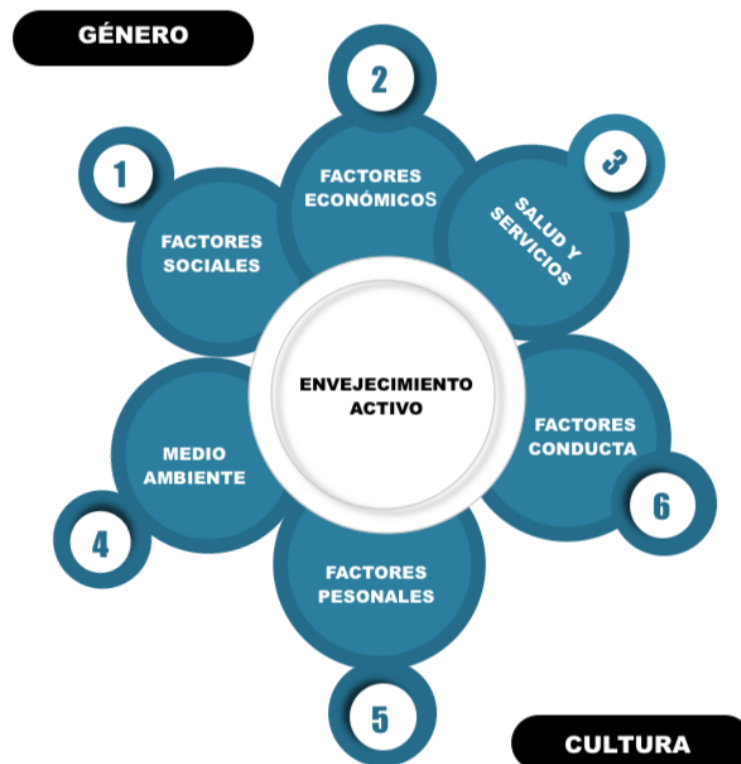 GÉNERO
1
FACTORES
SOCIALES
2
FACTORES
ECONÓMICOS
3
SALUD Y
SERVICIOS
ENVEJECIMIENTO
ACTIVO
4
MEDIO
AMBIENTE
5
FACTORES
PESONALES
6
FACTORES
CONDUCTA
CULTURA